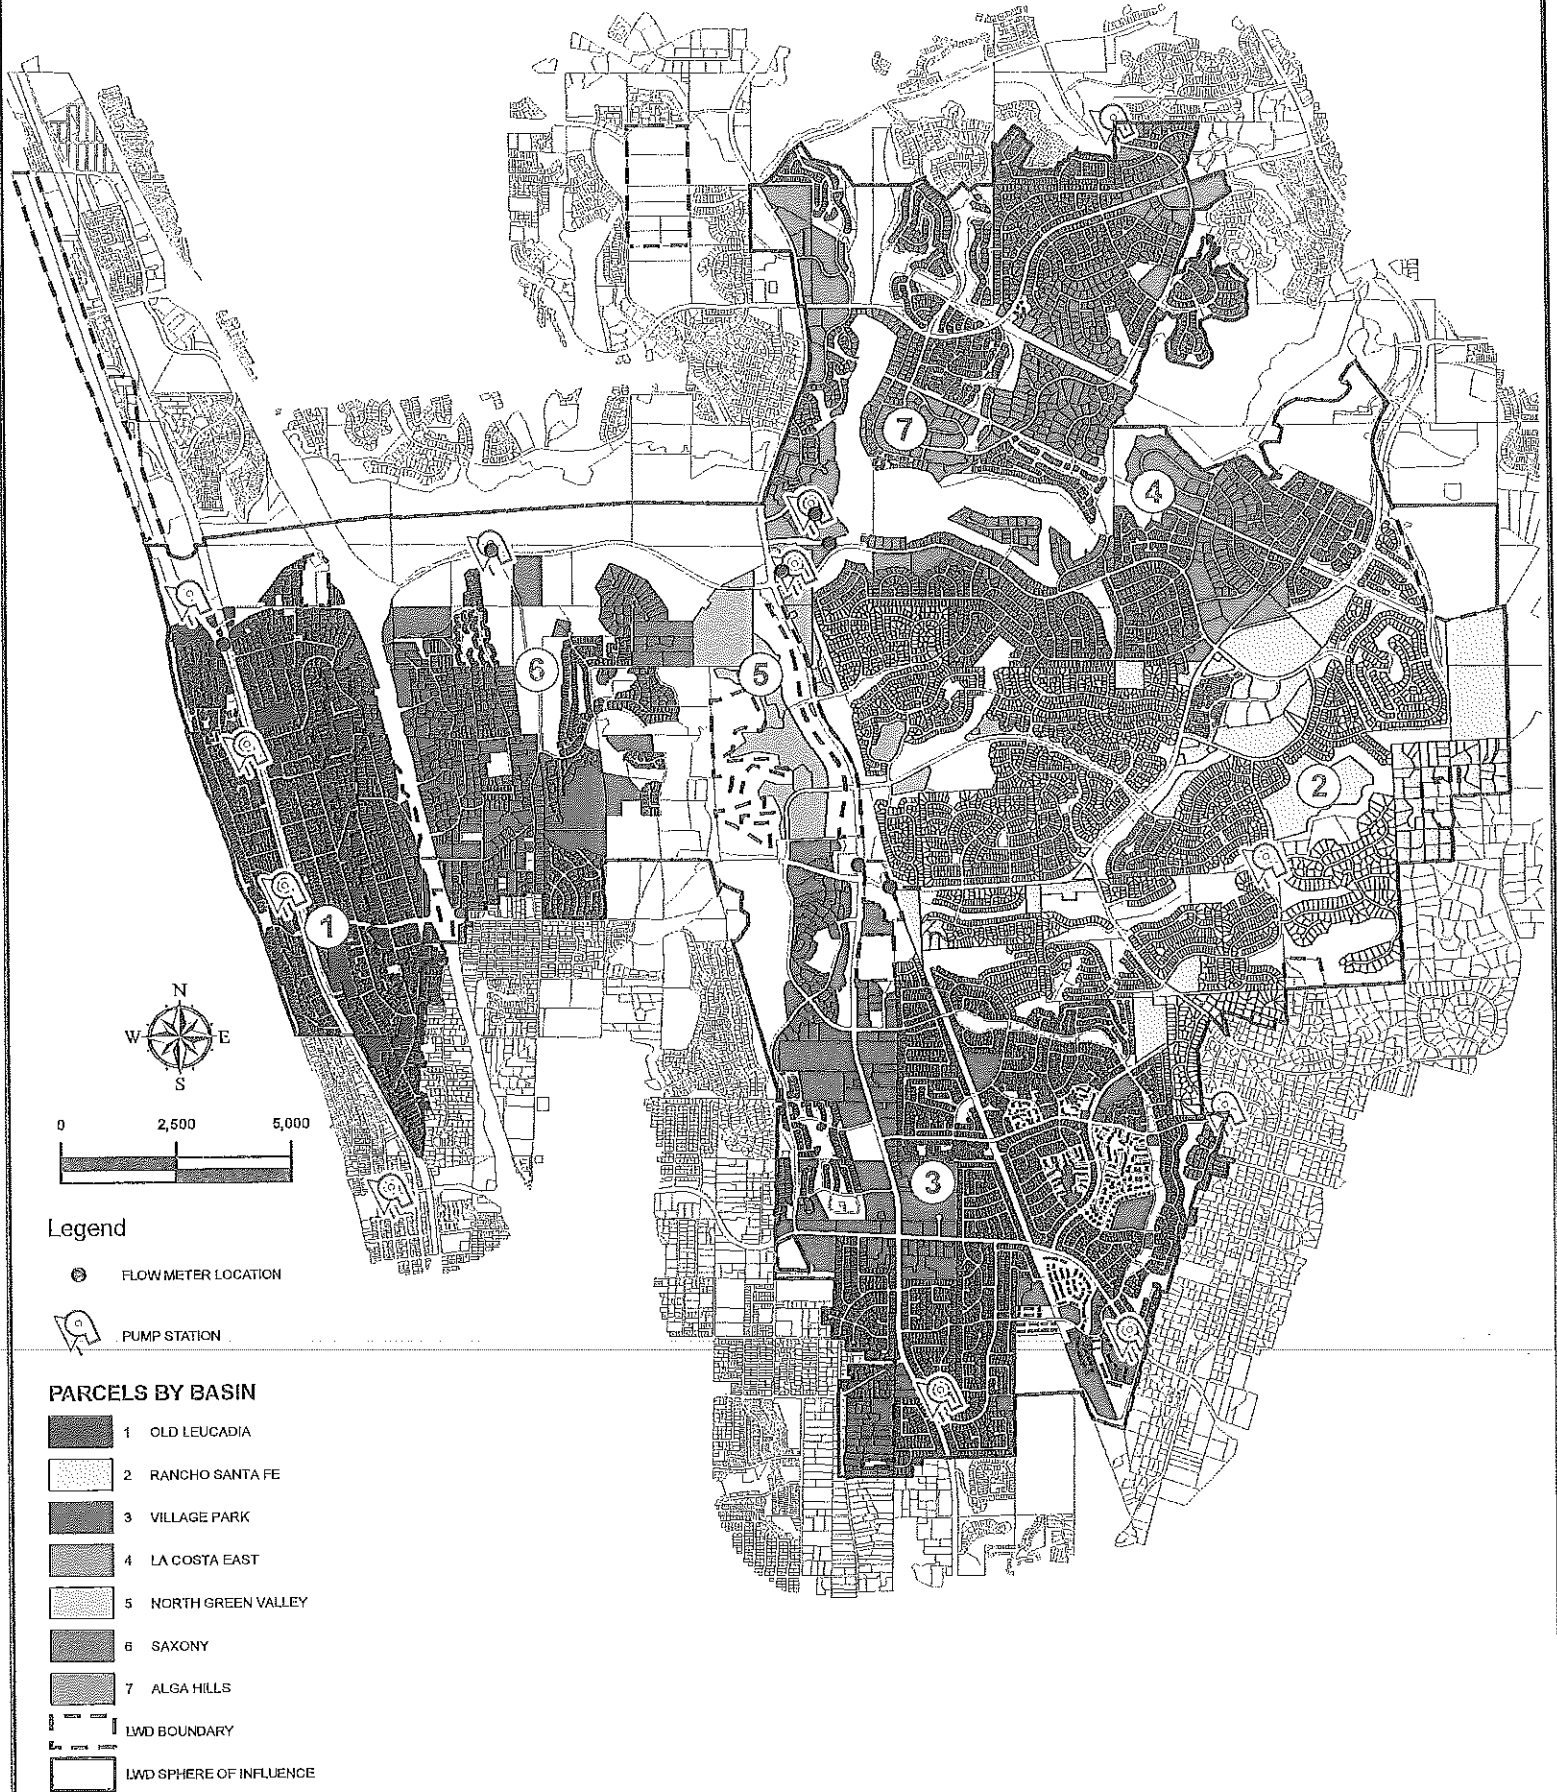 7
4
6
5
2
1
N
W E
S
0 2,500 5,000
3
Legend
FLOW METER LOCATION
PUMP STATION
PARCELS BY BASIN
1 OLD LEUCADIA
2 RANCHO SANTA FE
3 VILLAGE PARK
4 LA COSTA EAST
5 NORTH GREEN VALLEY
6 SAXONY
7 ALGA HILLS
LWD BOUNDARY
LWD SPHERE OF INFLUENCE